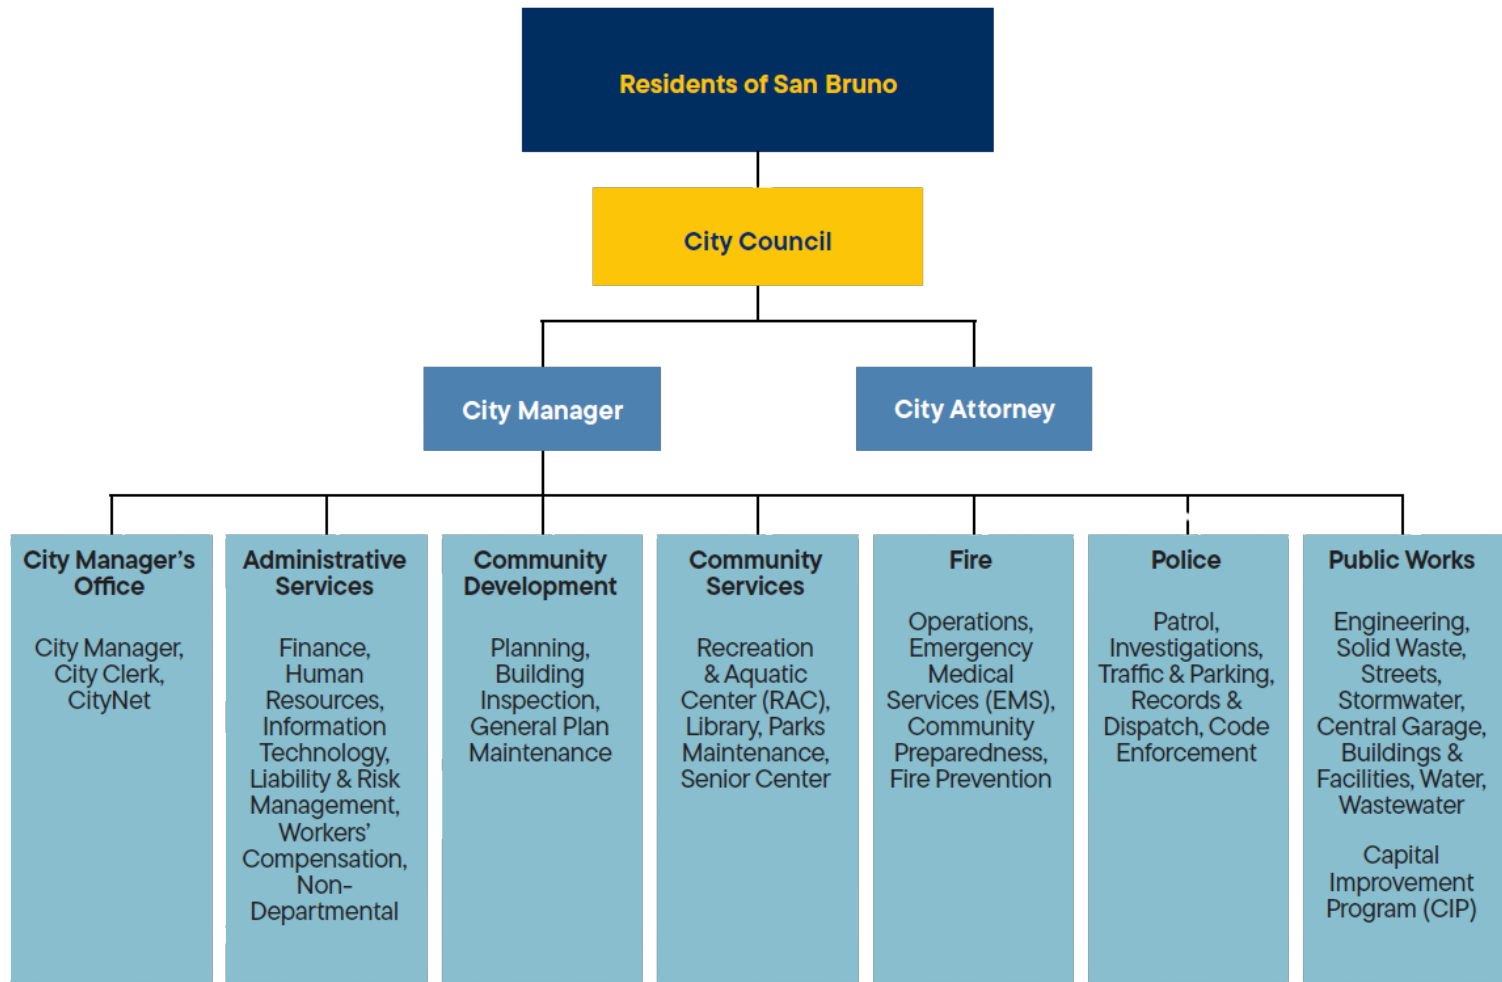 Residents of San Bruno
City Council
City Manager
City Attorney
City Manager’s
Office
City Manager,
City Clerk,
CityNet
Administrative
Services
Finance,
Human
Resources,
Information
Technology,
Liability & Risk
Management,
Workers’
Compensation,
Non-
Departmental
Community
Development
Planning,
Building
Inspection,
General Plan
Maintenance
Community
Services
Recreation
& Aquatic
Center (RAC),
Library, Parks
Maintenance,
Senior Center
Fire
Operations,
Emergency
Medical
Services (EMS),
Community
Preparedness,
Fire Prevention
Police
Patrol,
Investigations,
Traffic & Parking,
Records &
Dispatch, Code
Enforcement
Public Works
Engineering,
Solid Waste,
Streets,
Stormwater,
Central Garage,
Buildings &
Facilities, Water,
Wastewater
Capital
Improvement
Program (CIP)